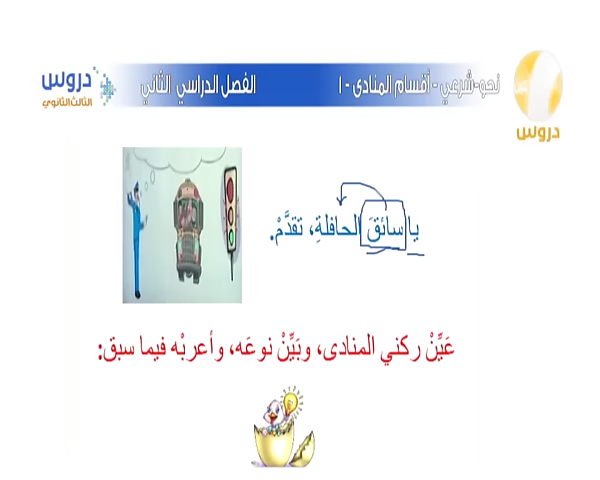 دروس
الثالث الثانوي
الفصل الدراسي الثاني
نحو-شرعي - أقسام المنادى - ١
دروس
يا سائقَ الحافلةِ، تقدَّمْ.
عَيِّنْ ركني المنادى، وبَيِّنْ نوعَه، وأعربْه فيما سبق: